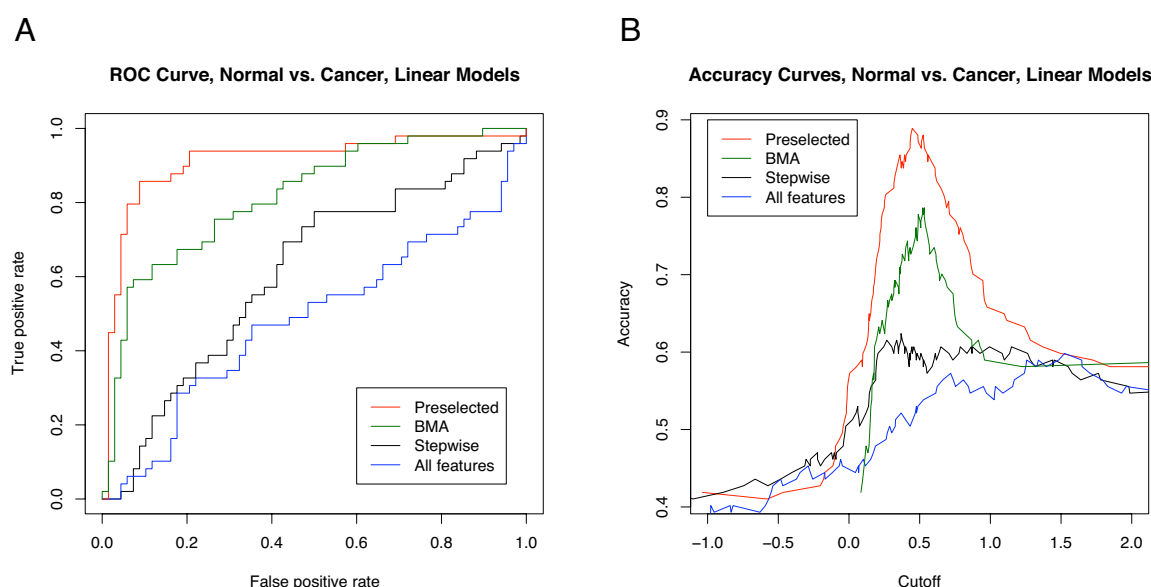 A
ROC Curve, Normal vs. Cancer, Linear Models
True positive rate
1.0
0.8
0.6
0.4
0.2
0.0
Preselected
BMA
Stepwise
All features
0.0 0.2 0.4 0.6 0.8 1.0
False positive rate
B
Accuracy Curves, Normal vs. Cancer, Linear Models
Accuracy
0.9
0.8
0.7
0.6
0.5
0.4
Preselected
BMA
Stepwise
All features
−1.0 −0.5 0.0 0.5 1.0 1.5 2.0
Cutoff